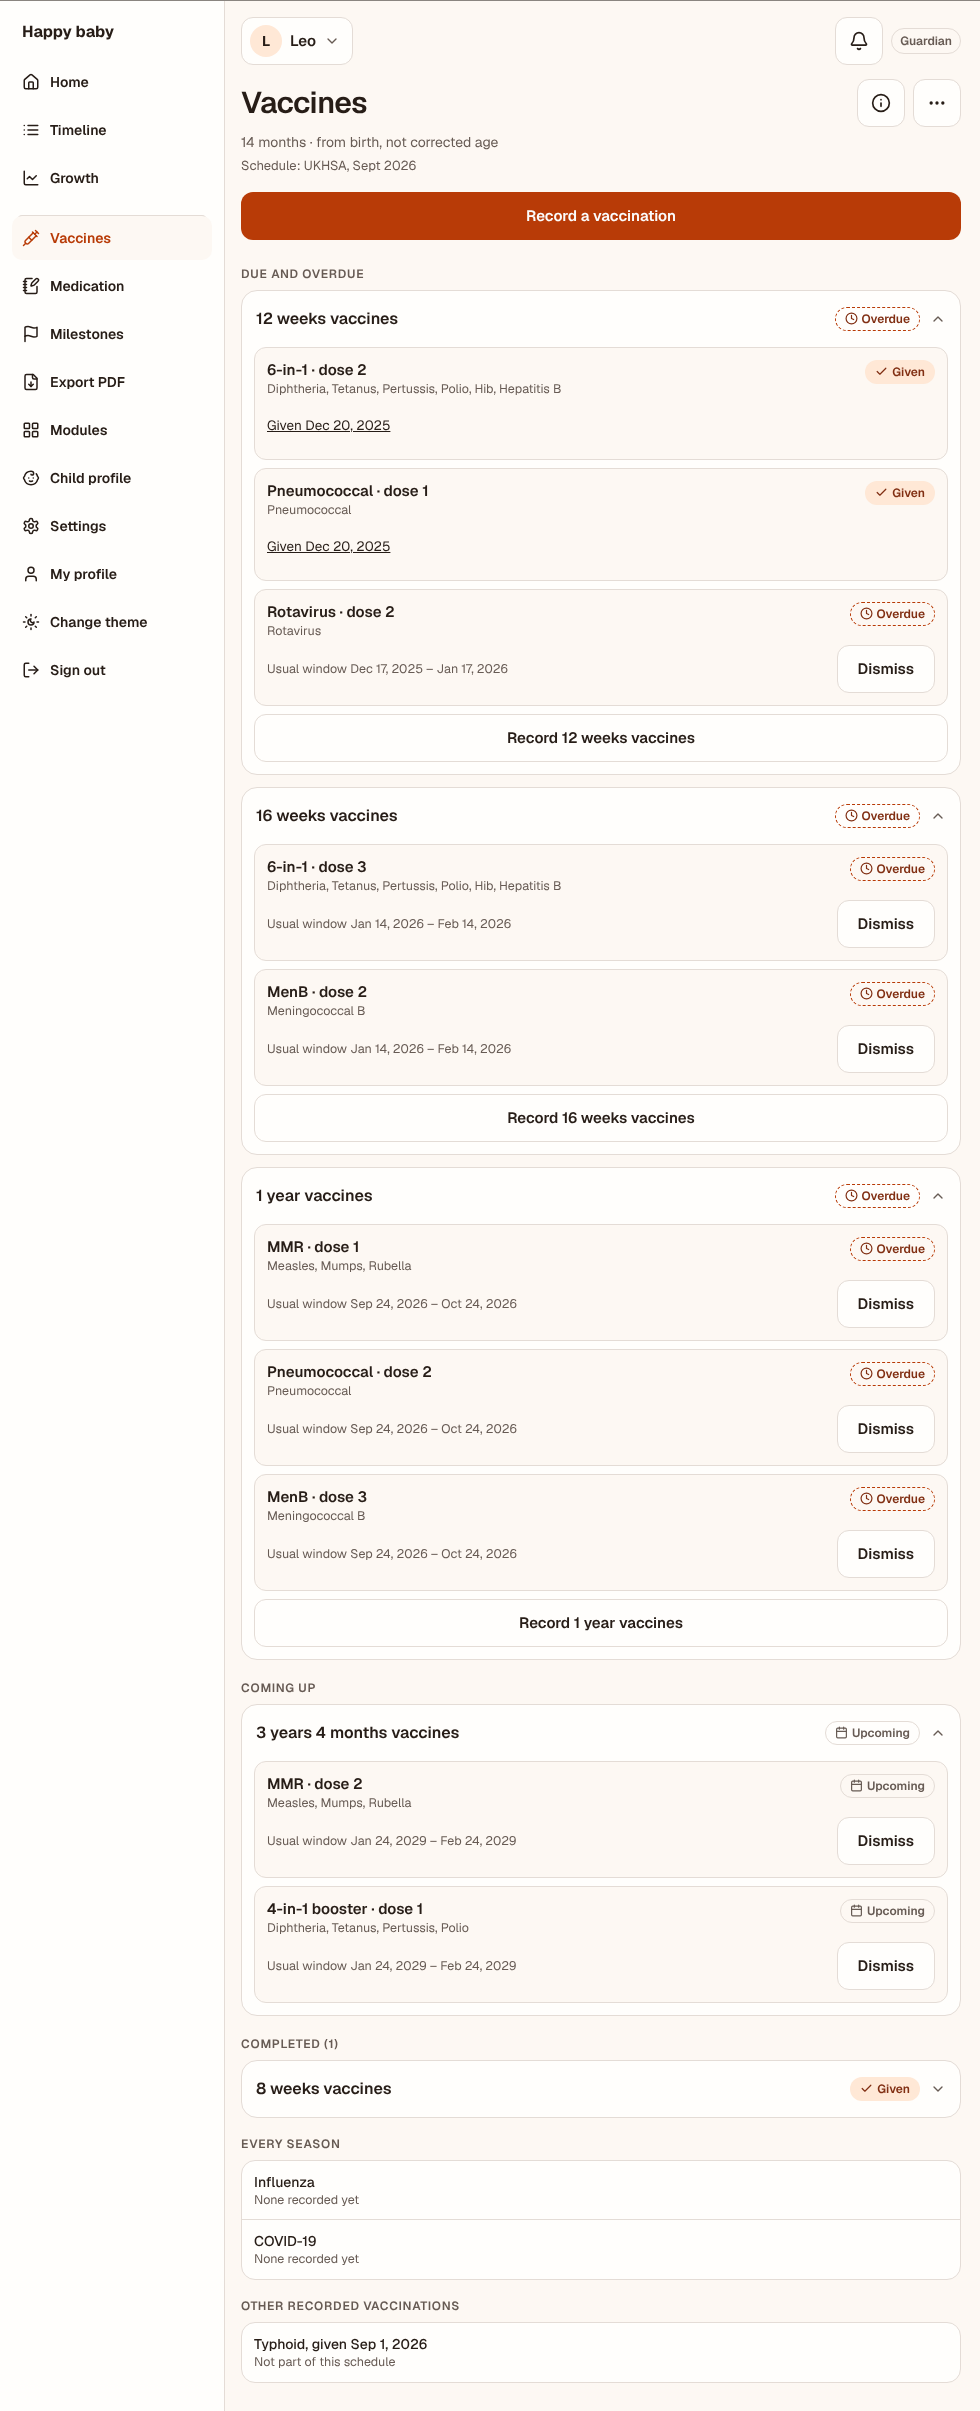 Happy baby
Home
Timeline
Growth
Vaccines
Medication
Milestones
Export PDF
Modules
Child profile
Settings
My profile
Change theme
Sign out
L Leo
Guardian
Vaccines
14 months · from birth, not corrected age
Schedule: UKHSA, Sept 2026
Record a vaccination
DUE AND OVERDUE
12 weeks vaccines Overdue
6-in-1 · dose 2 Given
Diphtheria, Tetanus, Pertussis, Polio, Hib, Hepatitis B
Given Dec 20, 2025
Pneumococcal · dose 1 Given
Pneumococcal
Given Dec 20, 2025
Rotavirus · dose 2 Overdue
Rotavirus
Usual window Dec 17, 2025 – Jan 17, 2026 Dismiss
Record 12 weeks vaccines
16 weeks vaccines Overdue
6-in-1 · dose 3 Overdue
Diphtheria, Tetanus, Pertussis, Polio, Hib, Hepatitis B
Usual window Jan 14, 2026 – Feb 14, 2026 Dismiss
MenB · dose 2 Overdue
Meningococcal B
Usual window Jan 14, 2026 – Feb 14, 2026 Dismiss
Record 16 weeks vaccines
1 year vaccines Overdue
MMR · dose 1 Overdue
Measles, Mumps, Rubella
Usual window Sep 24, 2026 – Oct 24, 2026 Dismiss
Pneumococcal · dose 2 Overdue
Pneumococcal
Usual window Sep 24, 2026 – Oct 24, 2026 Dismiss
MenB · dose 3 Overdue
Meningococcal B
Usual window Sep 24, 2026 – Oct 24, 2026 Dismiss
Record 1 year vaccines
COMING UP
3 years 4 months vaccines Upcoming
MMR · dose 2 Upcoming
Measles, Mumps, Rubella
Usual window Jan 24, 2029 – Feb 24, 2029 Dismiss
4-in-1 booster · dose 1 Upcoming
Diphtheria, Tetanus, Pertussis, Polio
Usual window Jan 24, 2029 – Feb 24, 2029 Dismiss
COMPLETED (1)
8 weeks vaccines Given
EVERY SEASON
Influenza
None recorded yet
COVID-19
None recorded yet
OTHER RECORDED VACCINATIONS
Typhoid, given Sep 1, 2026
Not part of this schedule